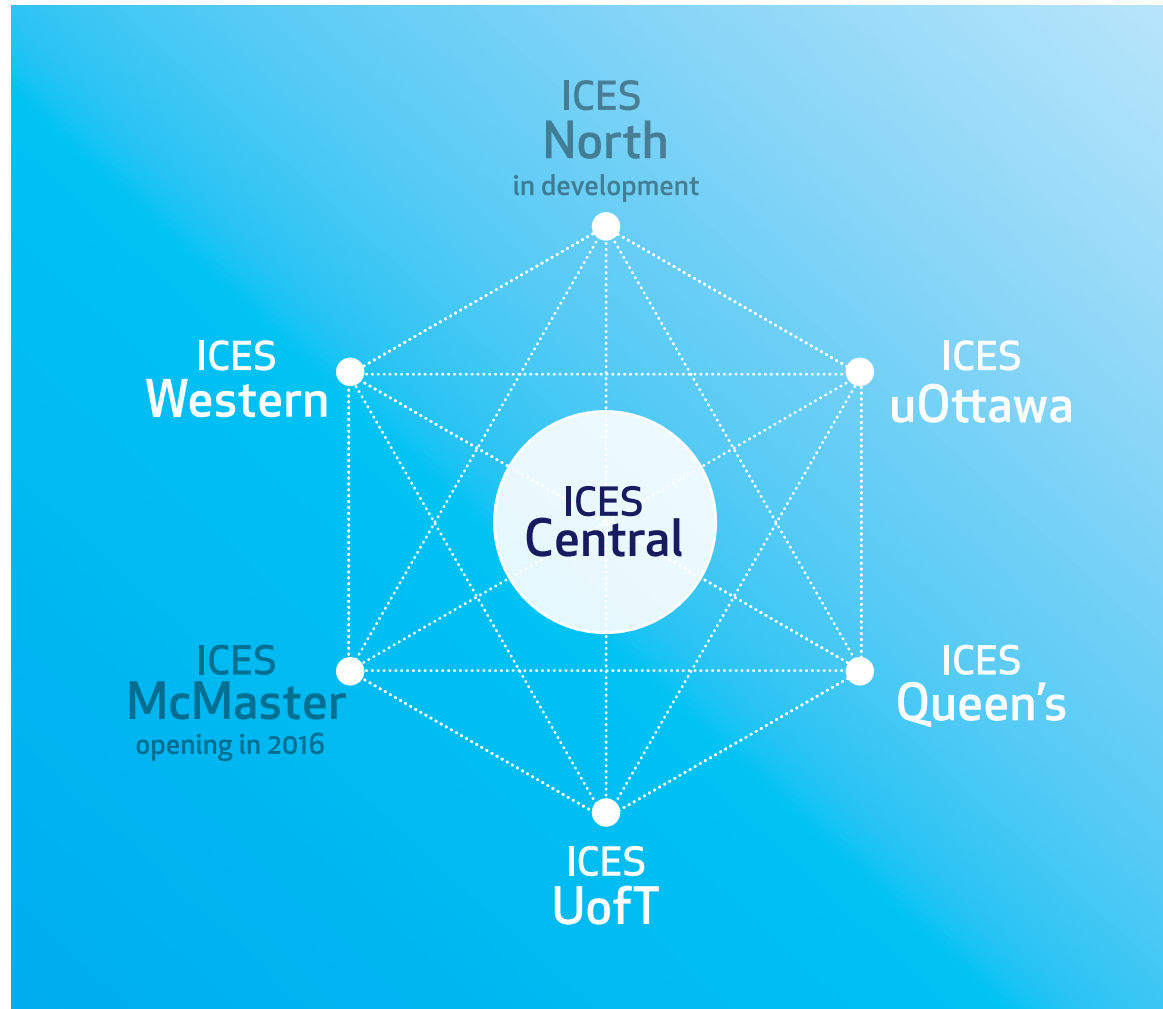 ICES
North
in development
ICES
Western
ICES
uOttawa
ICES
Central
ICES
McMaster
opening in 2016
ICES
Queen’s
ICES
UofT